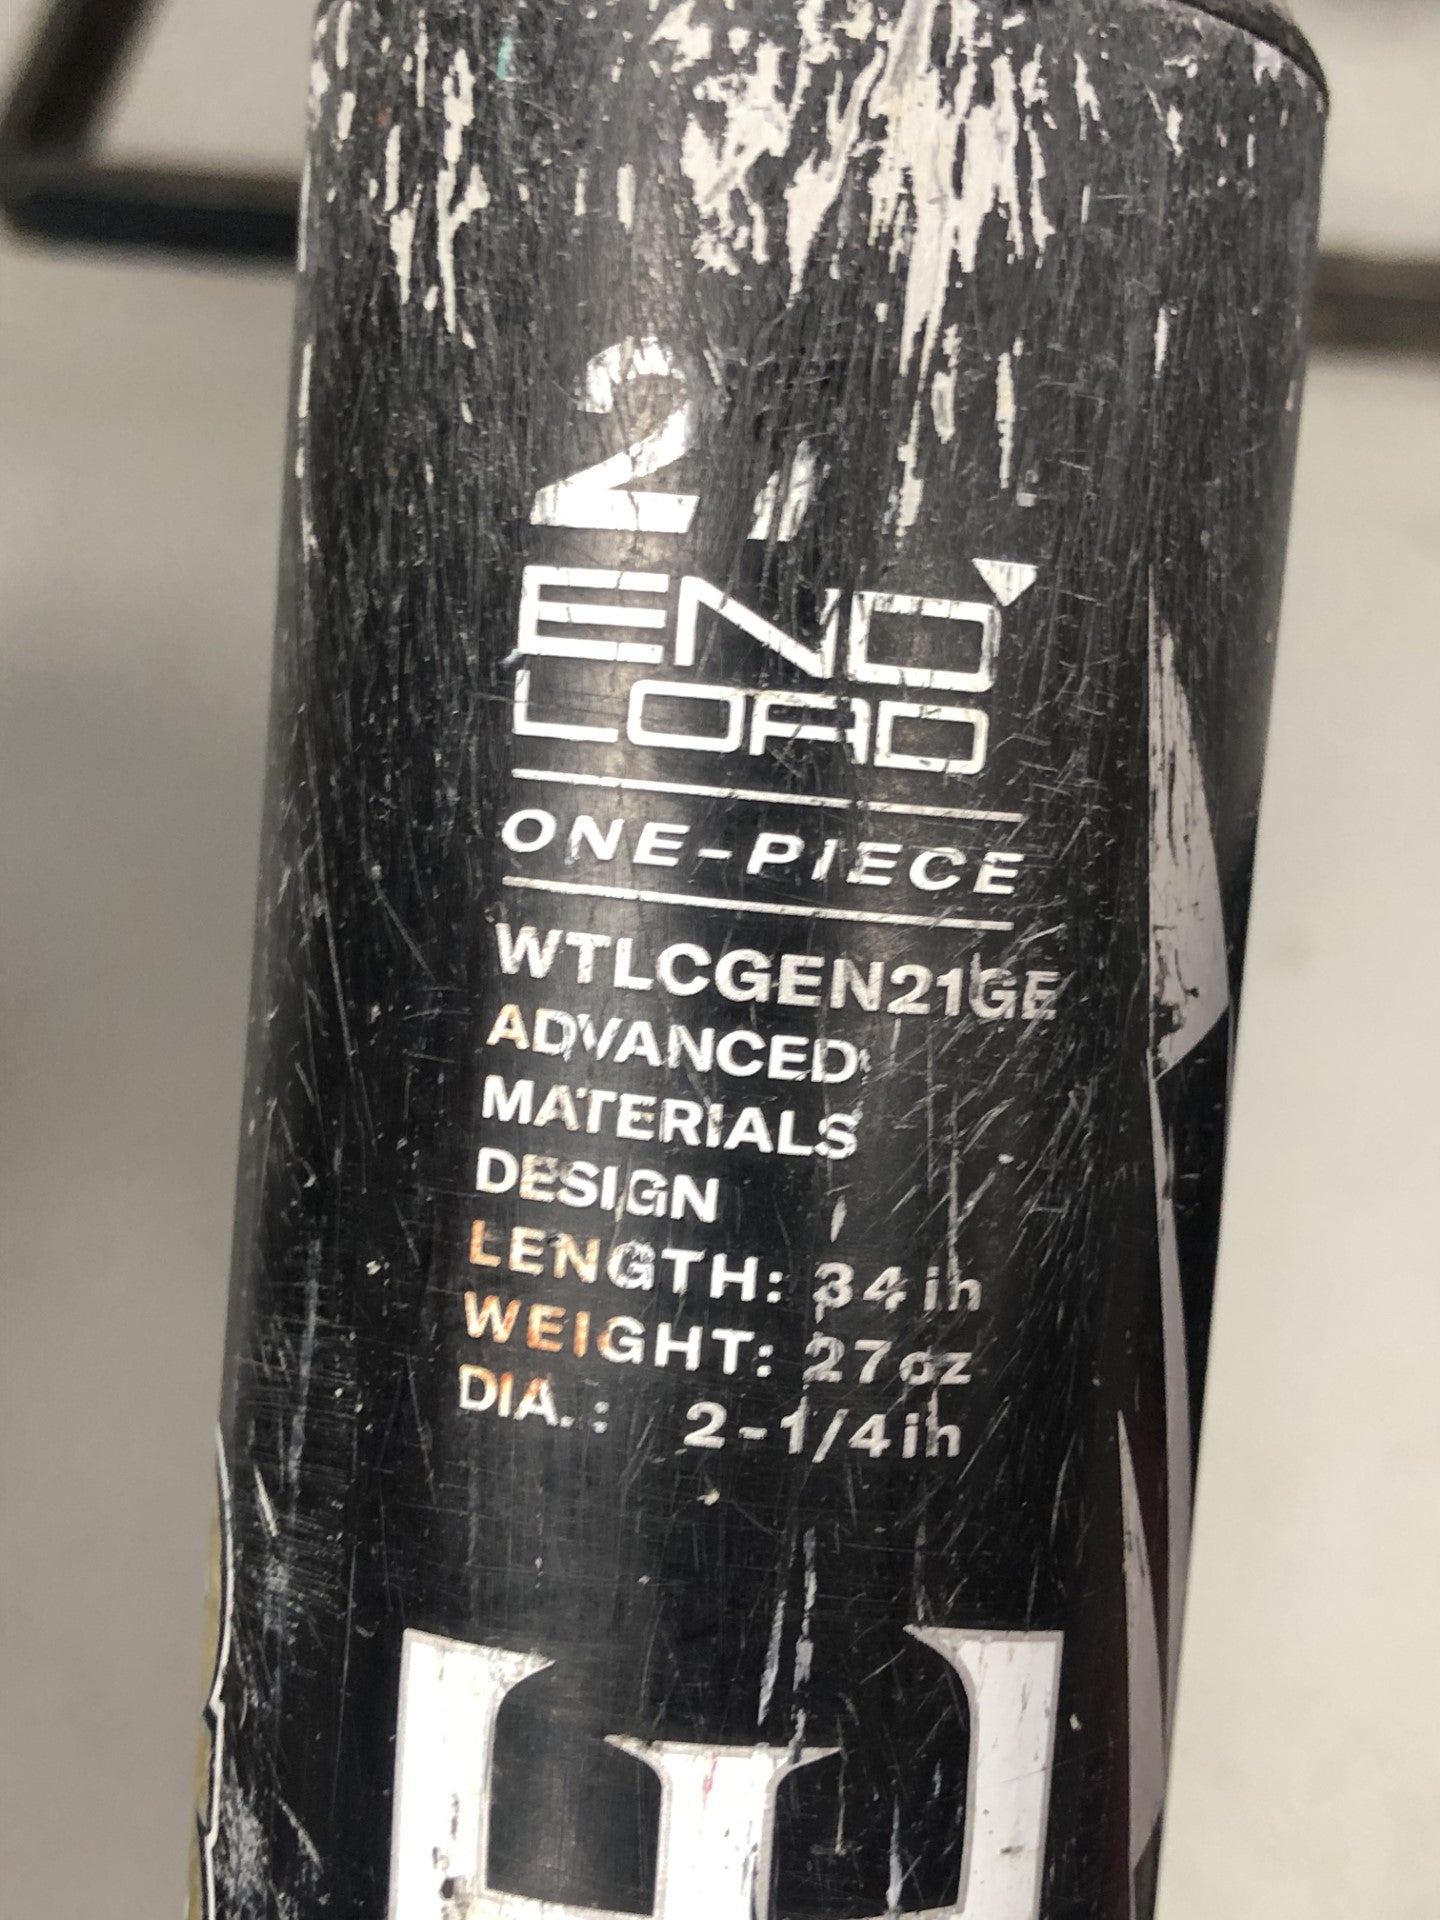 2
END
LOAD
ONE-PIECE
WTLCGEN21GE
ADVANCED
MATERIALS
DESIGN
LENGTH: 34in
WEIGHT: 27oz
DIA.: 2-1/4in